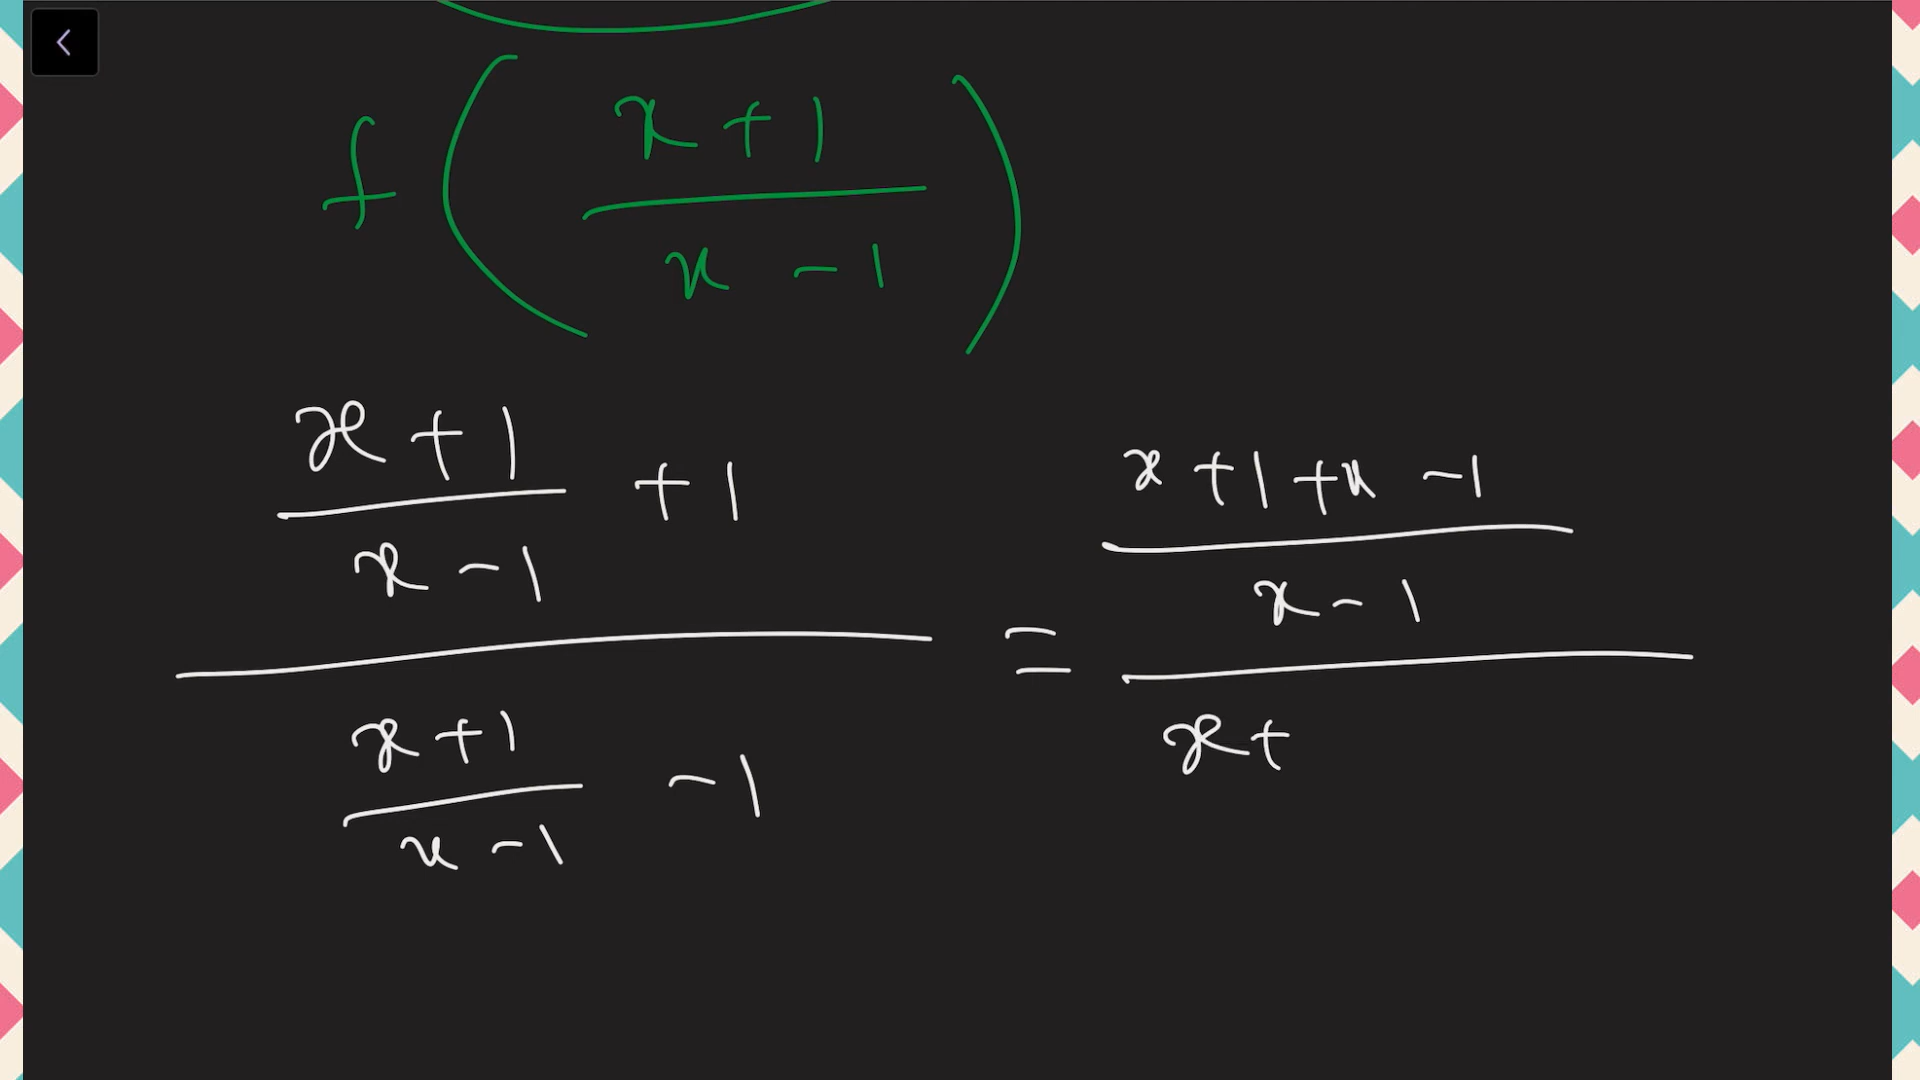 f ( x + 1 / x - 1 )
x + 1 / x - 1 + 1 / x + 1 / x - 1 - 1 = x + 1 + x - 1 / x - 1 / x +